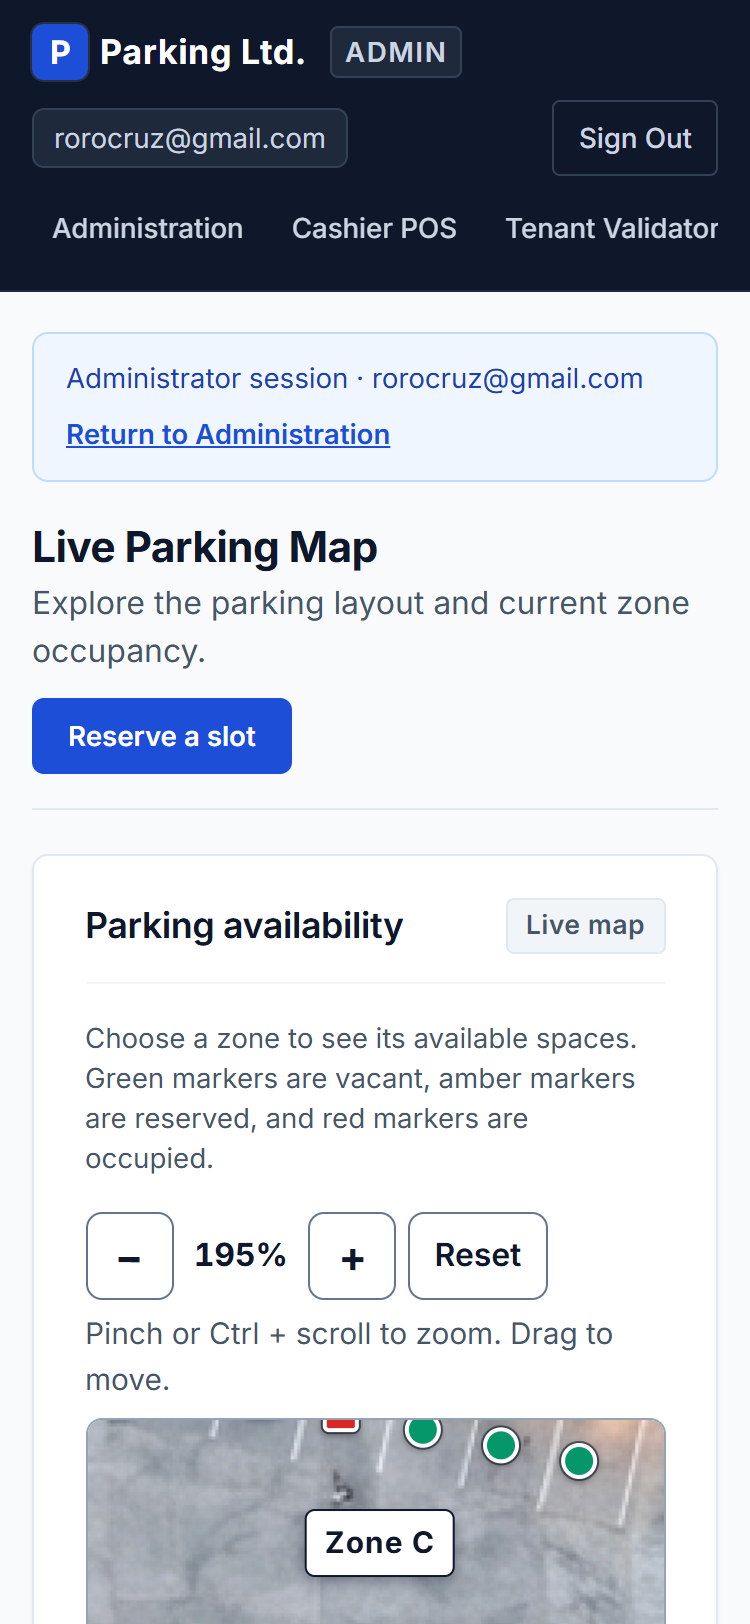 P Parking Ltd. ADMIN
rorocruz@gmail.com Sign Out
Administration Cashier POS Tenant Validator
Administrator session · rorocruz@gmail.com
Return to Administration
Live Parking Map
Explore the parking layout and current zone
occupancy.
Reserve a slot
Parking availability Live map
Choose a zone to see its available spaces.
Green markers are vacant, amber markers
are reserved, and red markers are
occupied.
− 195% + Reset
Pinch or Ctrl + scroll to zoom. Drag to
move.
Zone C